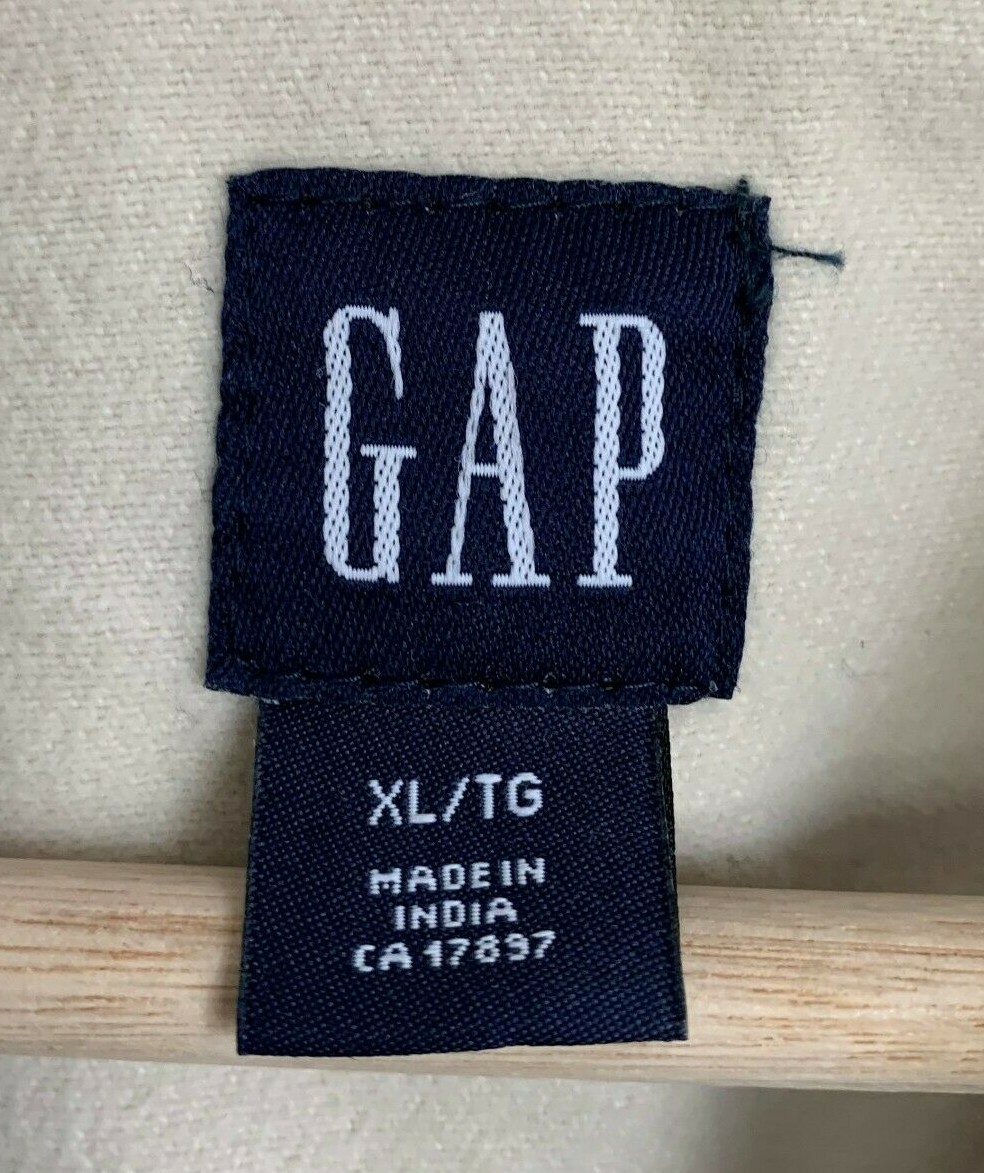 GAP
XL/TG
MADE IN
INDIA
CA 17897